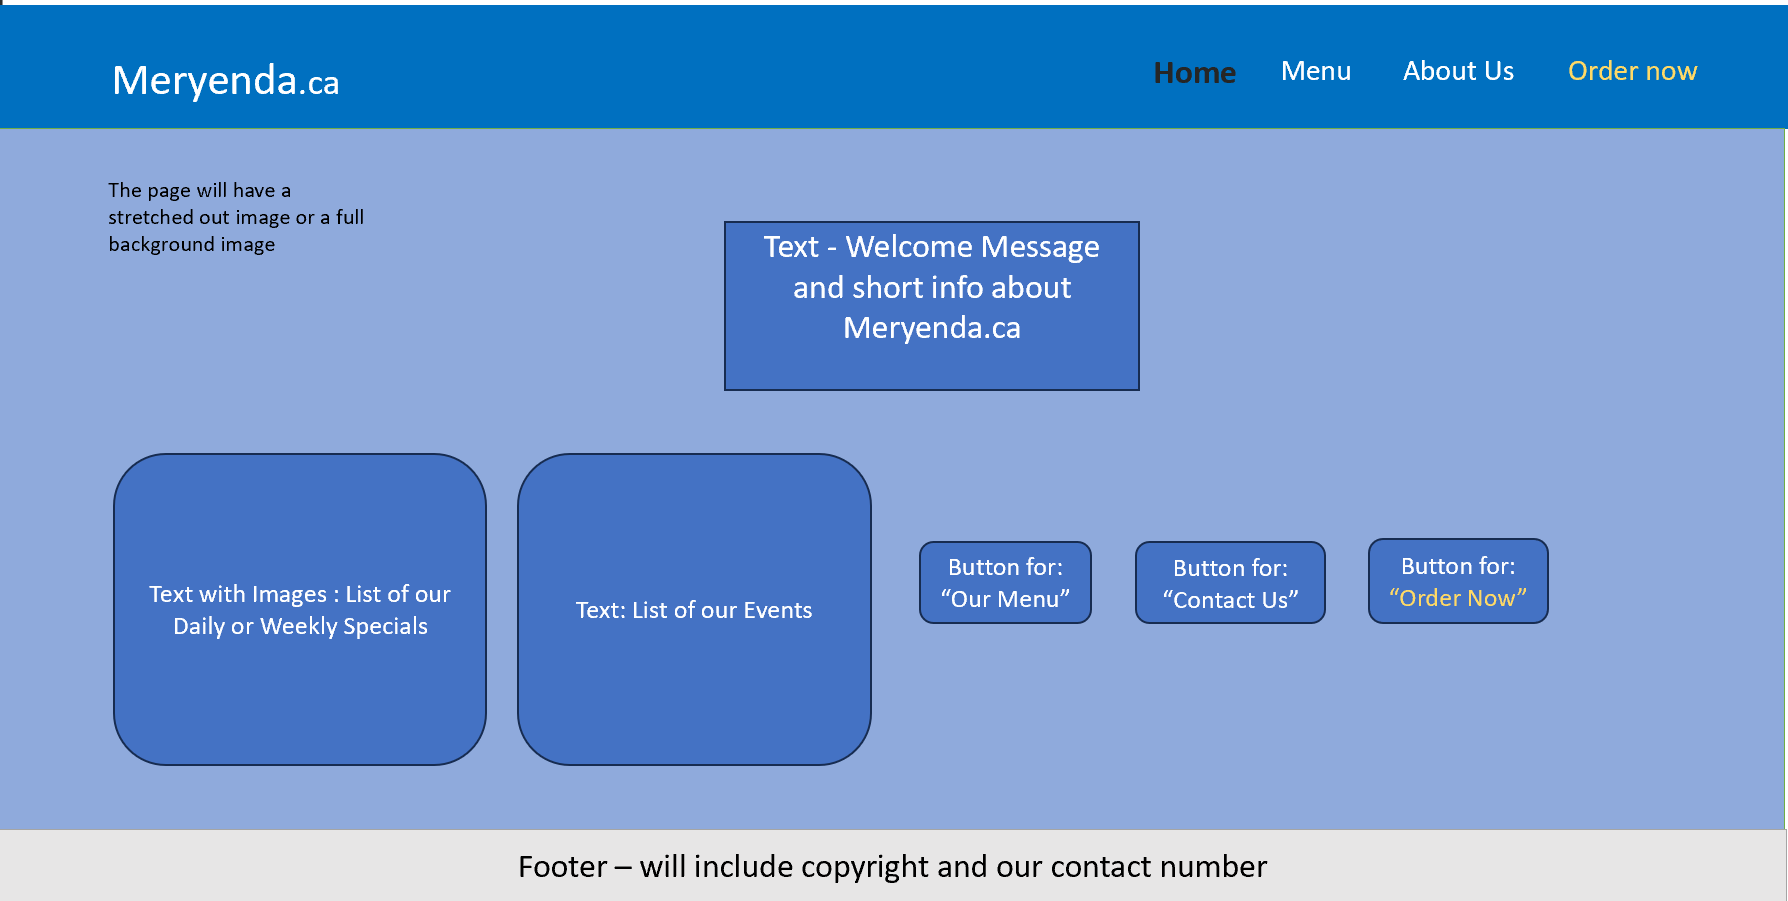 Meryenda.ca
Home Menu About Us Order now
The page will have a
stretched out image or a full
background image
Text - Welcome Message
and short info about
Meryenda.ca
Text with Images : List of our
Daily or Weekly Specials
Text: List of our Events
Button for:
“Our Menu”
Button for:
“Contact Us”
Button for:
“Order Now”
Footer – will include copyright and our contact number